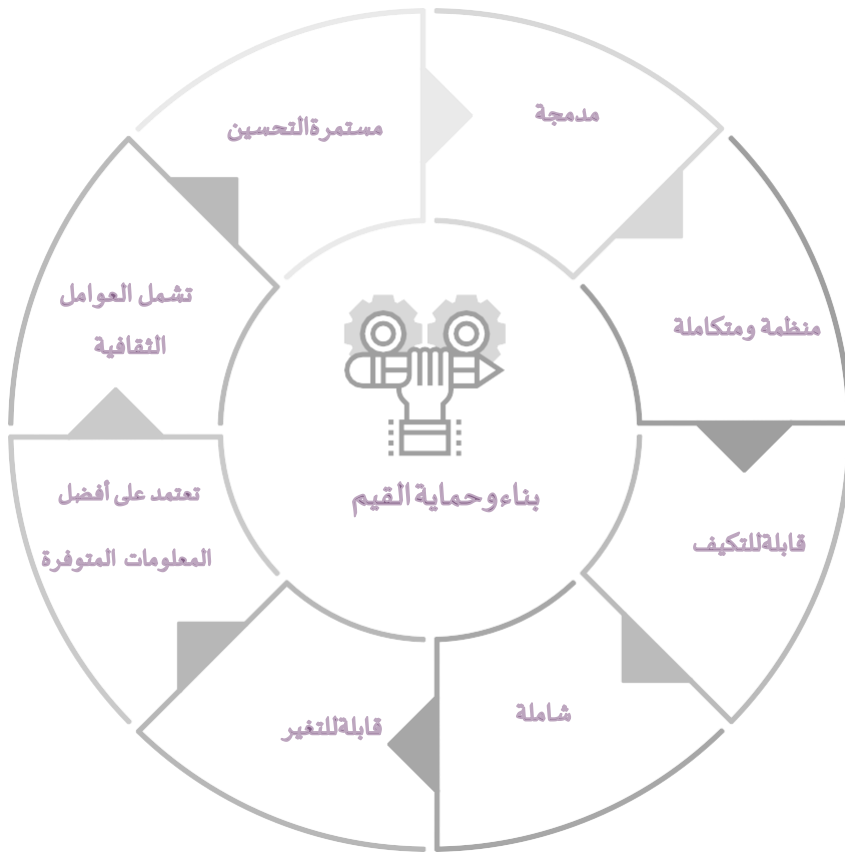 مدمجة
منظمة ومتكاملة
قابلةللتكيف
شاملة
قابلةللتغير
تعتمد على أفضل
المعلومات المتوفرة
تشمل العوامل
الثقافية
مستمرةالتحسين
بناءوحماية القيم